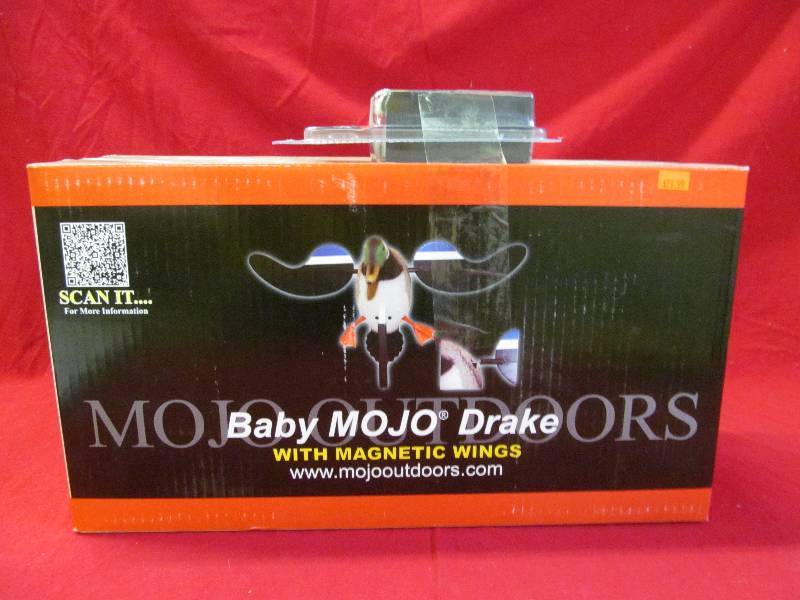 SCAN IT....
For More Information
MOJO OUTDOORS
Baby MOJO® Drake
WITH MAGNETIC WINGS
www.mojooutdoors.com